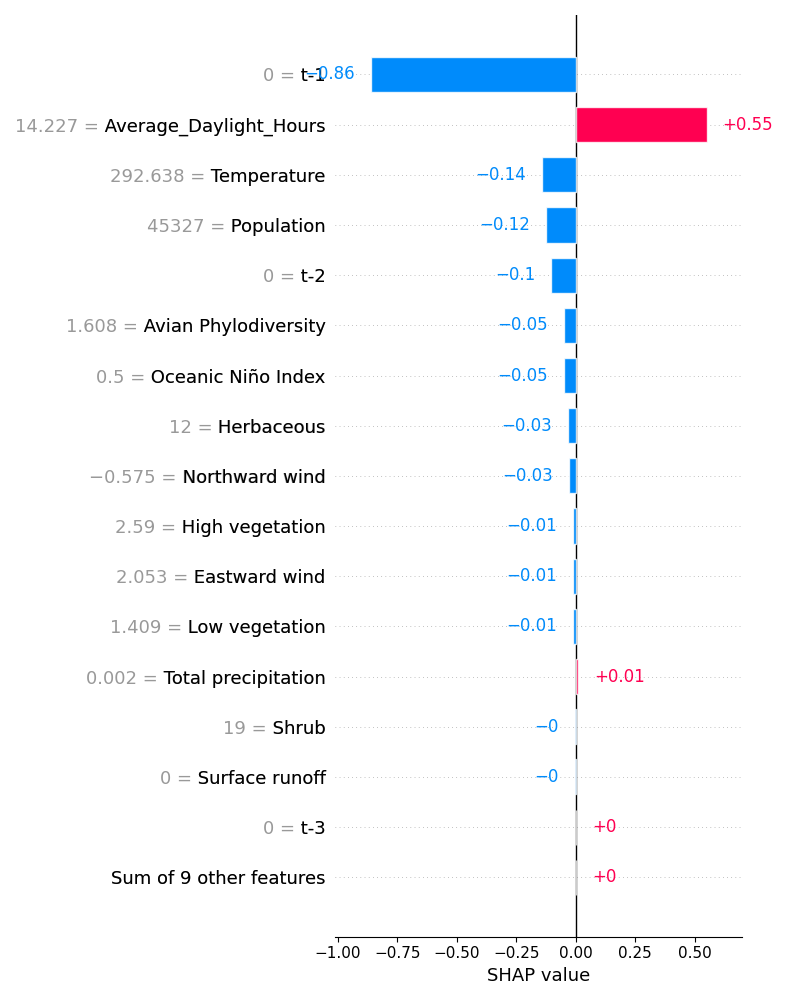 0 = t-1 −0.86
14.227 = Average_Daylight_Hours +0.55
292.638 = Temperature −0.14
45327 = Population −0.12
0 = t-2 −0.1
1.608 = Avian Phylodiversity −0.05
0.5 = Oceanic Niño Index −0.05
12 = Herbaceous −0.03
−0.575 = Northward wind −0.03
2.59 = High vegetation −0.01
2.053 = Eastward wind −0.01
1.409 = Low vegetation −0.01
0.002 = Total precipitation +0.01
19 = Shrub −0
0 = Surface runoff −0
0 = t-3 +0
Sum of 9 other features +0
−1.00 −0.75 −0.50 −0.25 0.00 0.25 0.50
SHAP value